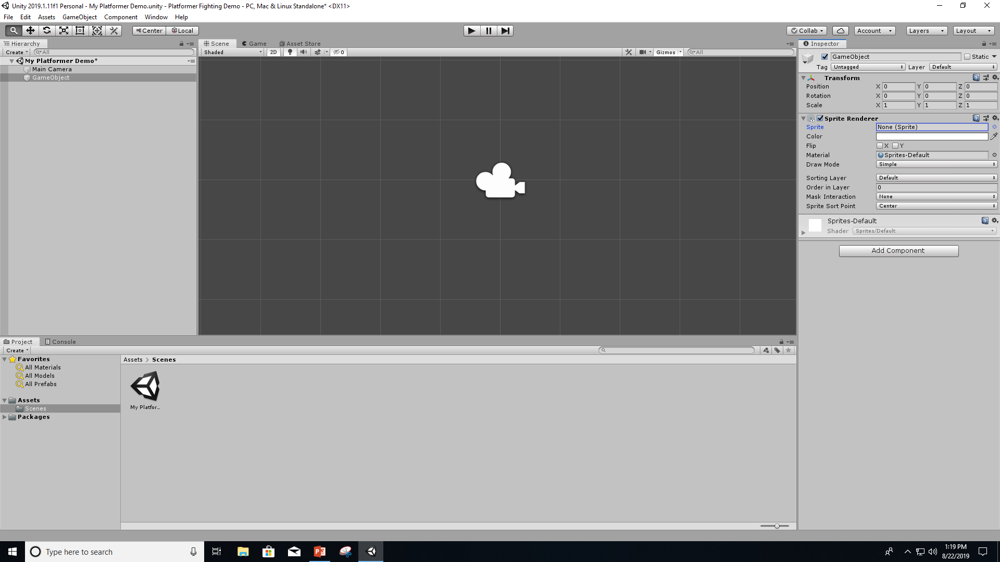 Unity 2019.1.11f1 Personal - My Platformer Demo.unity - Platformer Fighting Demo - PC, Mac & Linux Standalone* <DX11>
File Edit Assets GameObject Component Window Help
Center Local Collab Account Layers Layout
Hierarchy
Create All
My Platformer Demo*
Main Camera
GameObject
Scene Game Asset Store
Shaded 2D 0 Gizmos All
Inspector
GameObject Static
Tag Untagged Layer Default
Transform
Position X 0 Y 0 Z 0
Rotation X 0 Y 0 Z 0
Scale X 1 Y 1 Z 1
Sprite Renderer
Sprite None (Sprite)
Color
Flip X Y
Material Sprites-Default
Draw Mode Simple
Sorting Layer Default
Order in Layer 0
Mask Interaction None
Sprite Sort Point Center
Sprites-Default
Shader Sprites/Default
Add Component
Project Console
Create
Favorites
All Materials
All Models
All Prefabs
Assets
Scenes
Packages
Assets > Scenes
My Platfor...
Type here to search
1:19 PM
8/22/2019